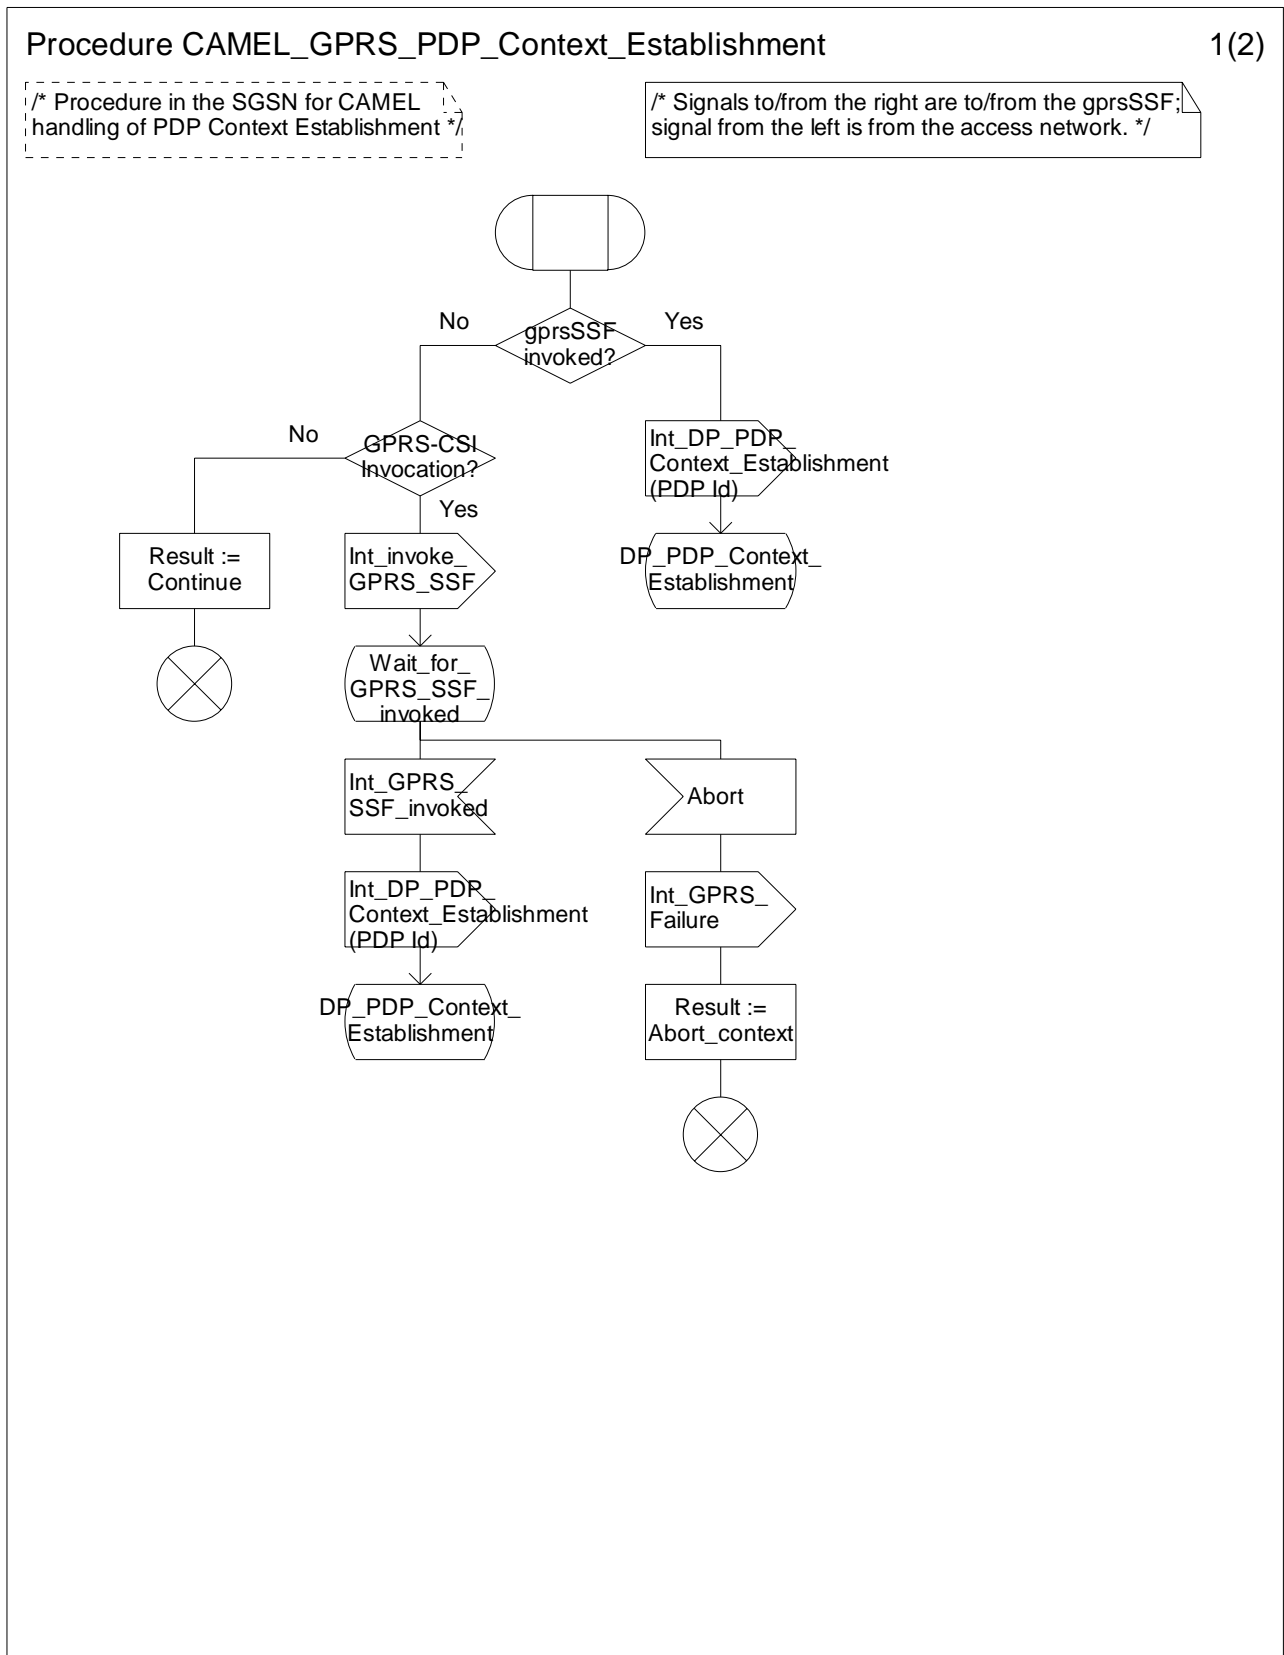 Procedure CAMEL_GPRS_PDP_Context_Establishment
1(2)
/* Procedure in the SGSN for CAMEL
handling of PDP Context Establishment */
/* Signals to/from the right are to/from the gprsSSF;
signal from the left is from the access network. */
gprsSSF
invoked?
No
Yes
GPRS-CSI
Invocation?
No
Yes
Int_DP_PDP_
Context_Establishment
(PDP Id)
Result :=
Continue
Int_invoke_
GPRS_SSF
DP_PDP_Context_
Establishment
Wait_for_
GPRS_SSF_
invoked
Int_GPRS_
SSF_invoked
Abort
Int_DP_PDP_
Context_Establishment
(PDP Id)
Int_GPRS_
Failure
DP_PDP_Context_
Establishment
Result :=
Abort_context